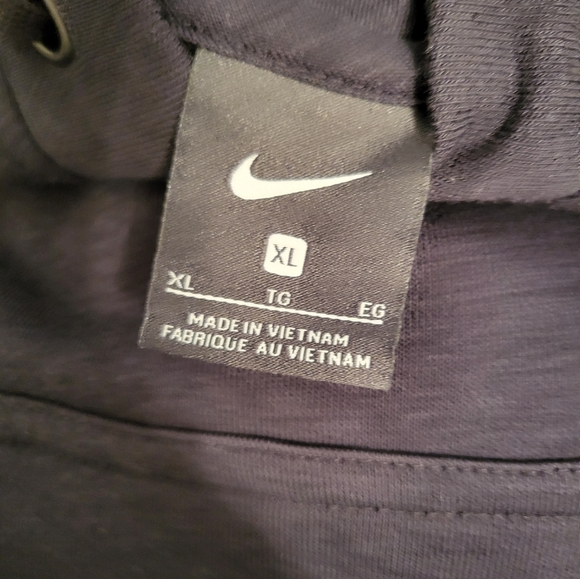 XL
XL TG EG
MADE IN VIETNAM
FABRIQUE AU VIETNAM